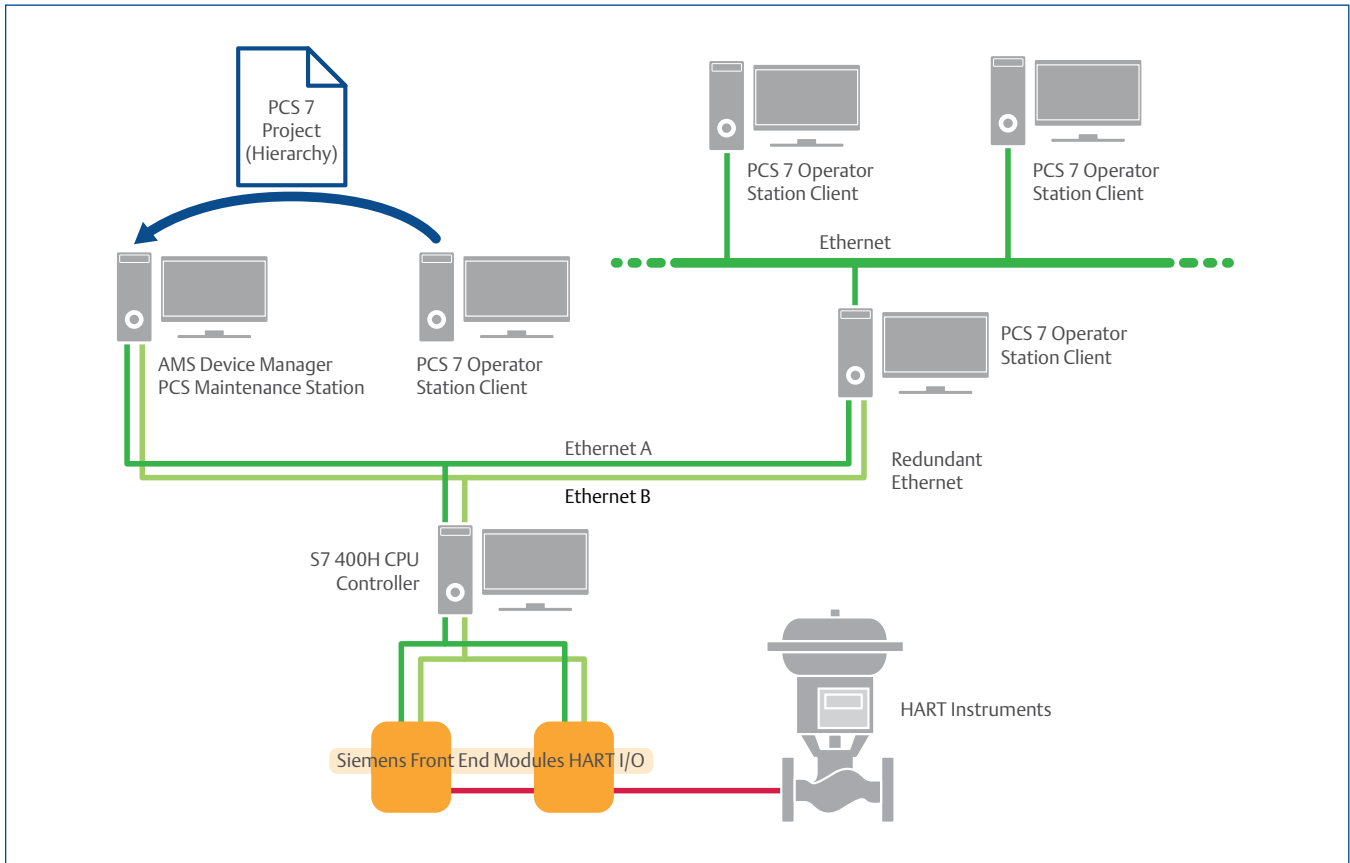 PCS 7
Project
(Hierarchy)
PCS 7 Operator
Station Client
PCS 7 Operator
Station Client
Ethernet
AMS Device Manager
PCS Maintenance Station
PCS 7 Operator
Station Client
PCS 7 Operator
Station Client
Ethernet A
Ethernet B
Redundant
Ethernet
S7 400H CPU
Controller
HART Instruments
Siemens Front End Modules HART I/O